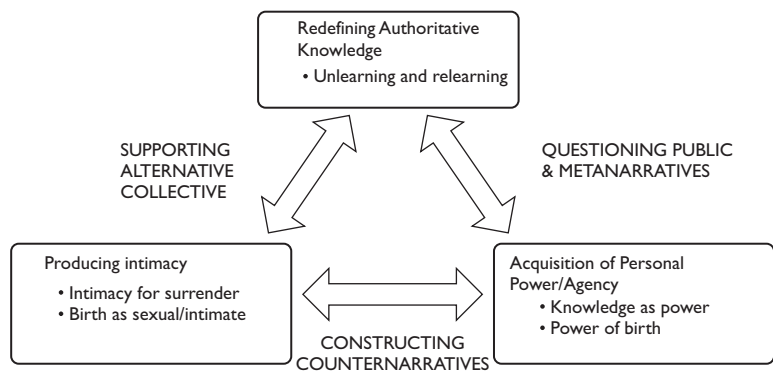 Redefining Authoritative
Knowledge
• Unlearning and relearning
SUPPORTING
ALTERNATIVE
COLLECTIVE
QUESTIONING PUBLIC
& METANARRATIVES
Producing intimacy
• Intimacy for surrender
• Birth as sexual/intimate
Acquisition of Personal
Power/Agency
• Knowledge as power
• Power of birth
CONSTRUCTING
COUNTERNARRATIVES